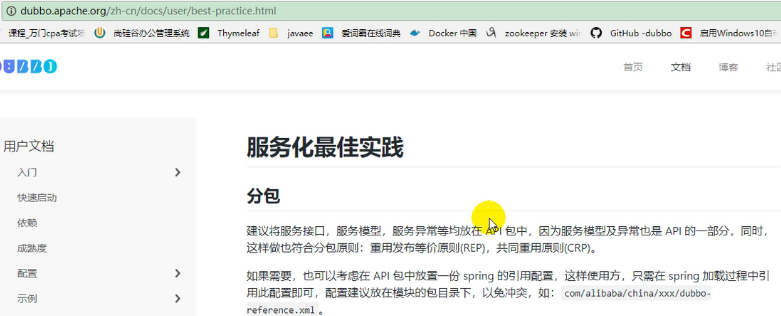 dubbo.apache.org/zh-cn/docs/user/best-practice.html
课程_万门cpa考试 尚硅谷办公管理系统 Thymeleaf javaee 爱词霸在线词典 Docker 中国 zookeeper 安装 win GitHub -dubbo 启用Windows10自
DUBBO 首页 文档 博客 社区
用户文档
入门
快速启动
依赖
成熟度
配置
示例
服务化最佳实践
分包
建议将服务接口，服务模型，服务异常等均放在 API 包中，因为服务模型及异常也是 API 的一部分，同时，
这样做也符合分包原则：重用发布等价原则(REP)，共同重用原则(CRP)。
如果需要，也可以考虑在 API 包中放置一份 spring 的引用配置，这样使用方，只需在 spring 加载过程中引
用此配置即可，配置建议放在模块的包目录下，以免冲突，如：com/alibaba/china/xxx/dubbo-
reference.xml 。